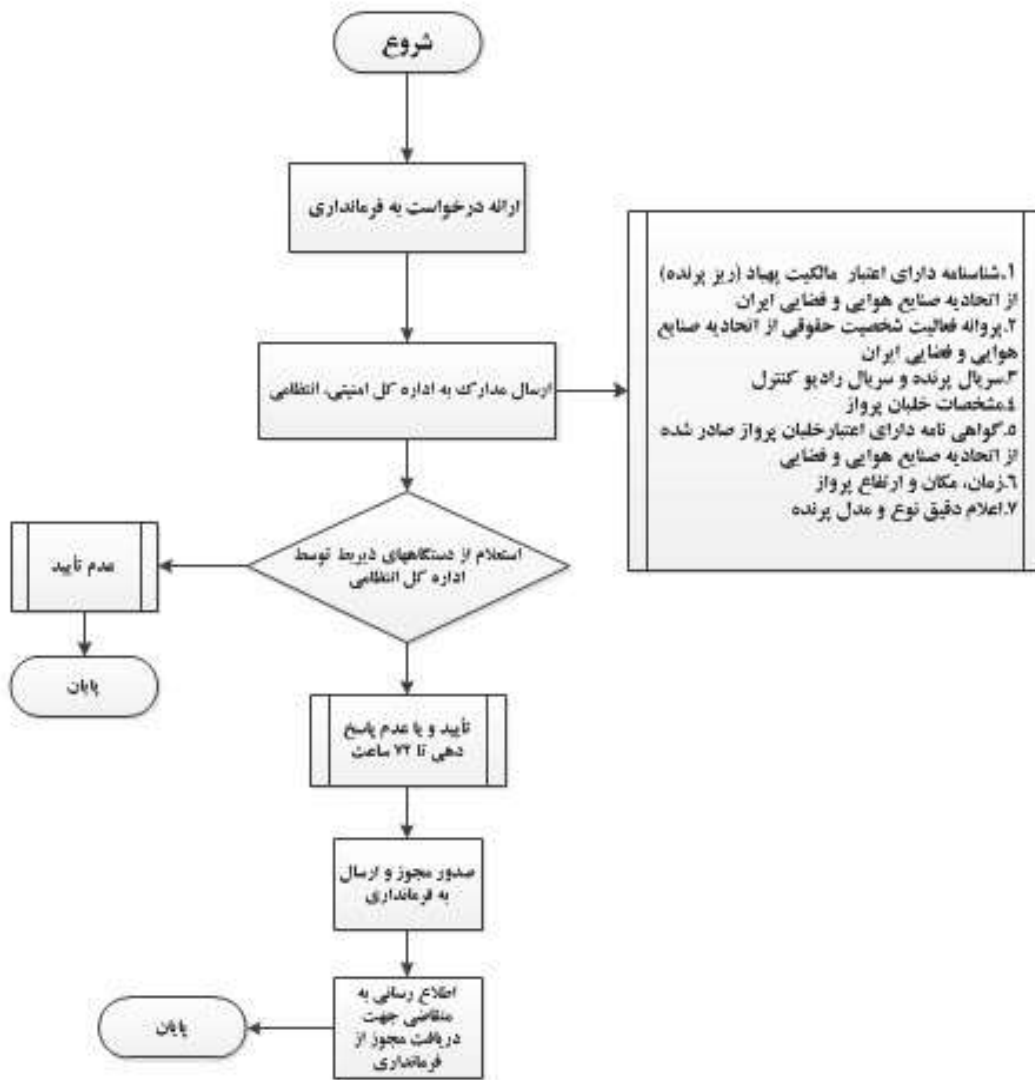 شروع
ارائه درخواست به فرمانداری
ارسال مدارک به اداره کل امنیتی، انتظامی
۱.شناسنامه دارای اعتبار مالکیت پهپاد (ریز پرنده)
از اتحادیه صنایع هوایی و فضایی ایران
۲.پروانه فعالیت شخصیت حقوقی از اتحادیه صنایع
هوایی و فضایی ایران
۳.سریال پرنده و سریال رادیو کنترل
٤.مشخصات خلبان پرواز
۵.گواهی نامه دارای اعتبارخلبان پرواز صادر شده
از اتحادیه صنایع هوایی و فضایی
٦.زمان، مکان و ارتفاع پرواز
۷.اعلام دقیق نوع و مدل پرنده
استعلام از دستگاههای ذیربط توسط
اداره کل انتظامی
عدم تأیید
پایان
تأیید و یا عدم پاسخ
دهی تا ۷۲ ساعت
صدور مجوز و ارسال
به فرمانداری
اطلاع رسانی به
متقاضی جهت
دریافت مجوز از
فرمانداری
پایان